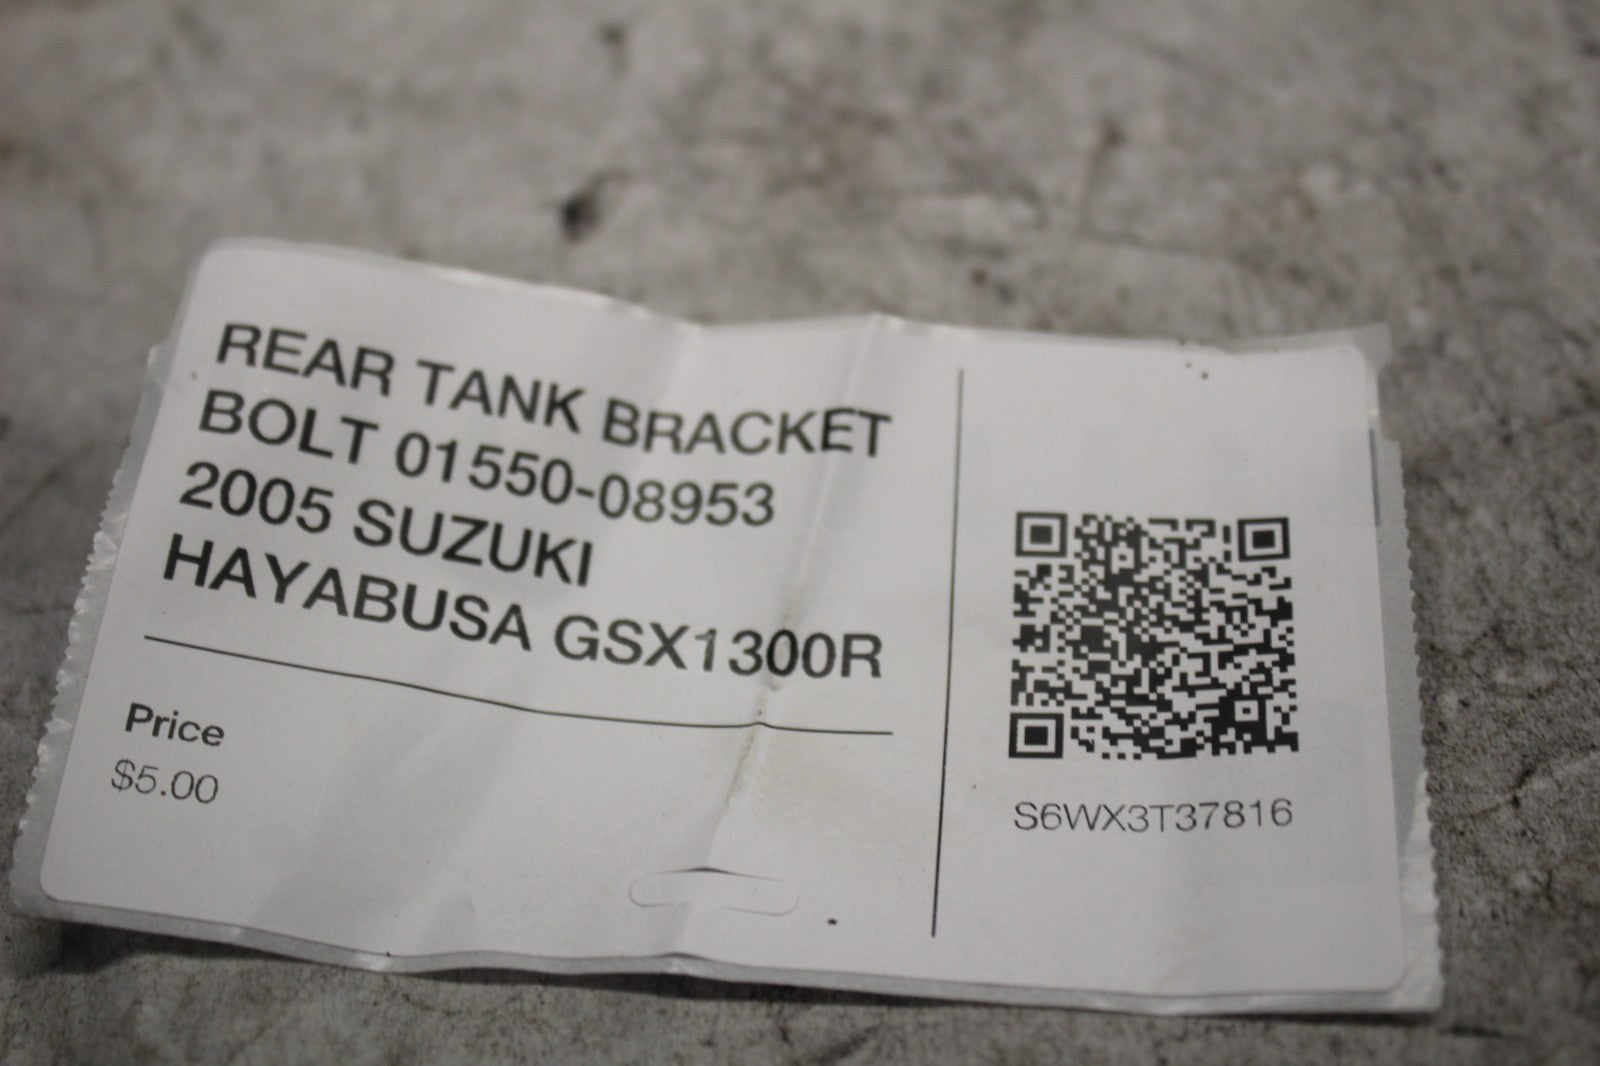 REAR TANK BRACKET
BOLT 01550-08953
2005 SUZUKI
HAYABUSA GSX1300R
Price
$5.00
S6WX3T37816